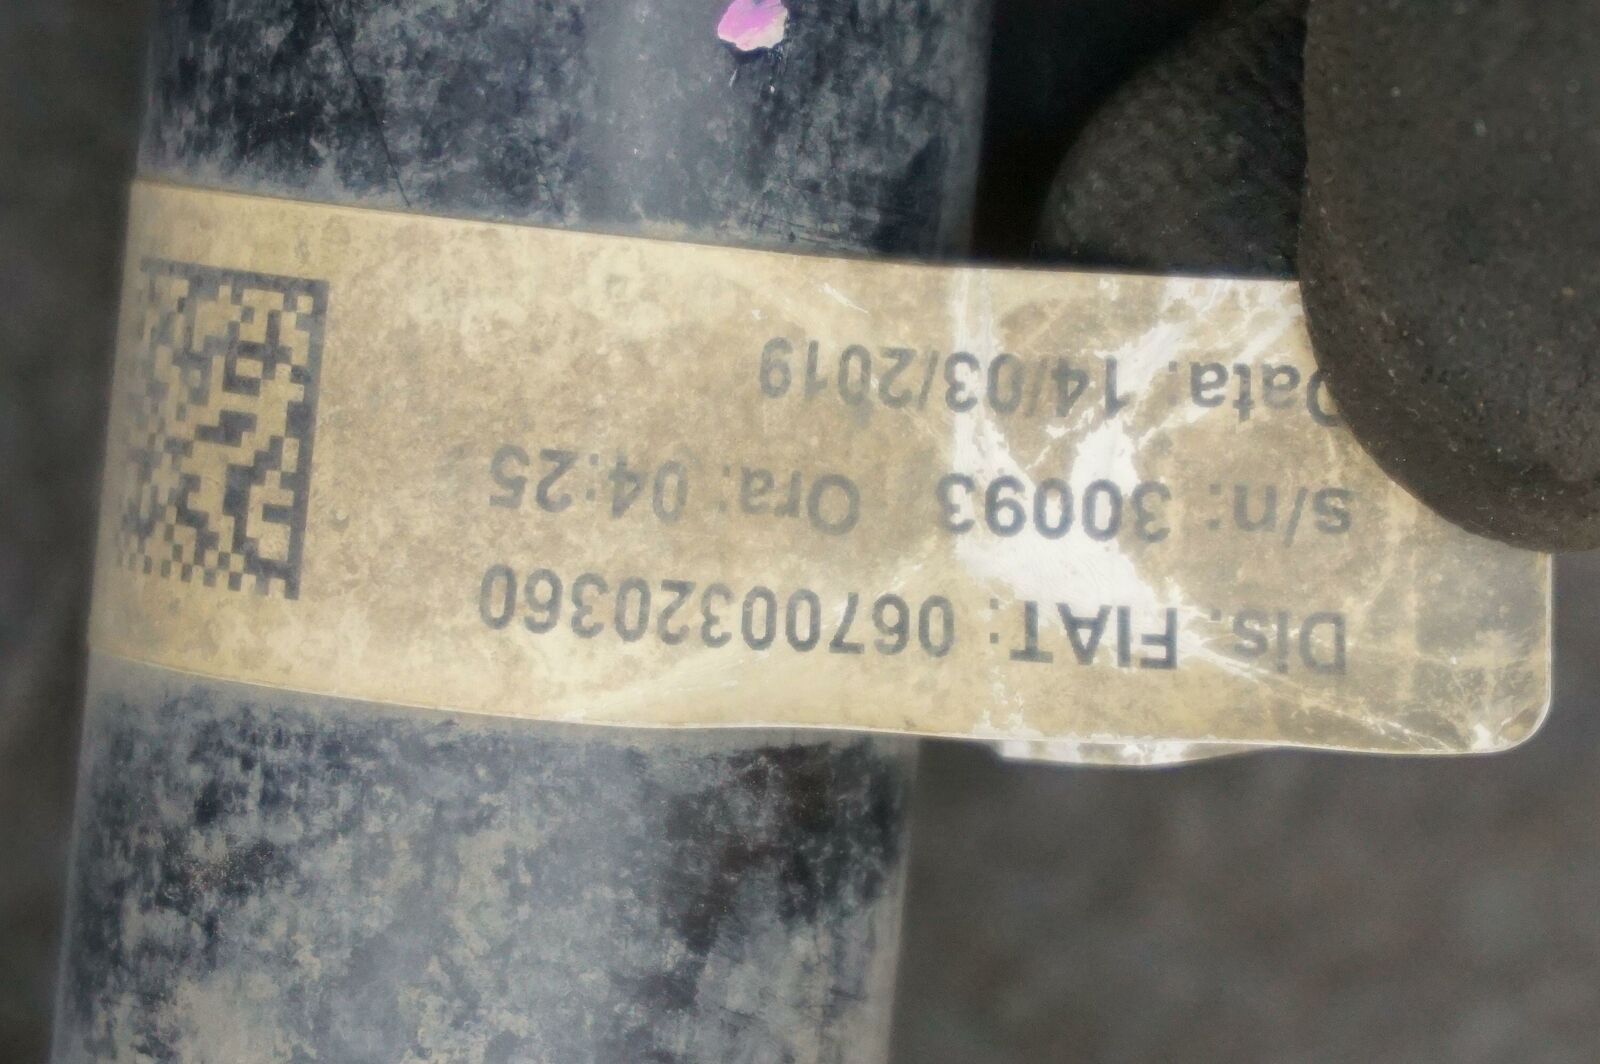 Dis. FIAT: 06700320360
s/n: 30093 Ora: 04:25
Data: 14/03/2019